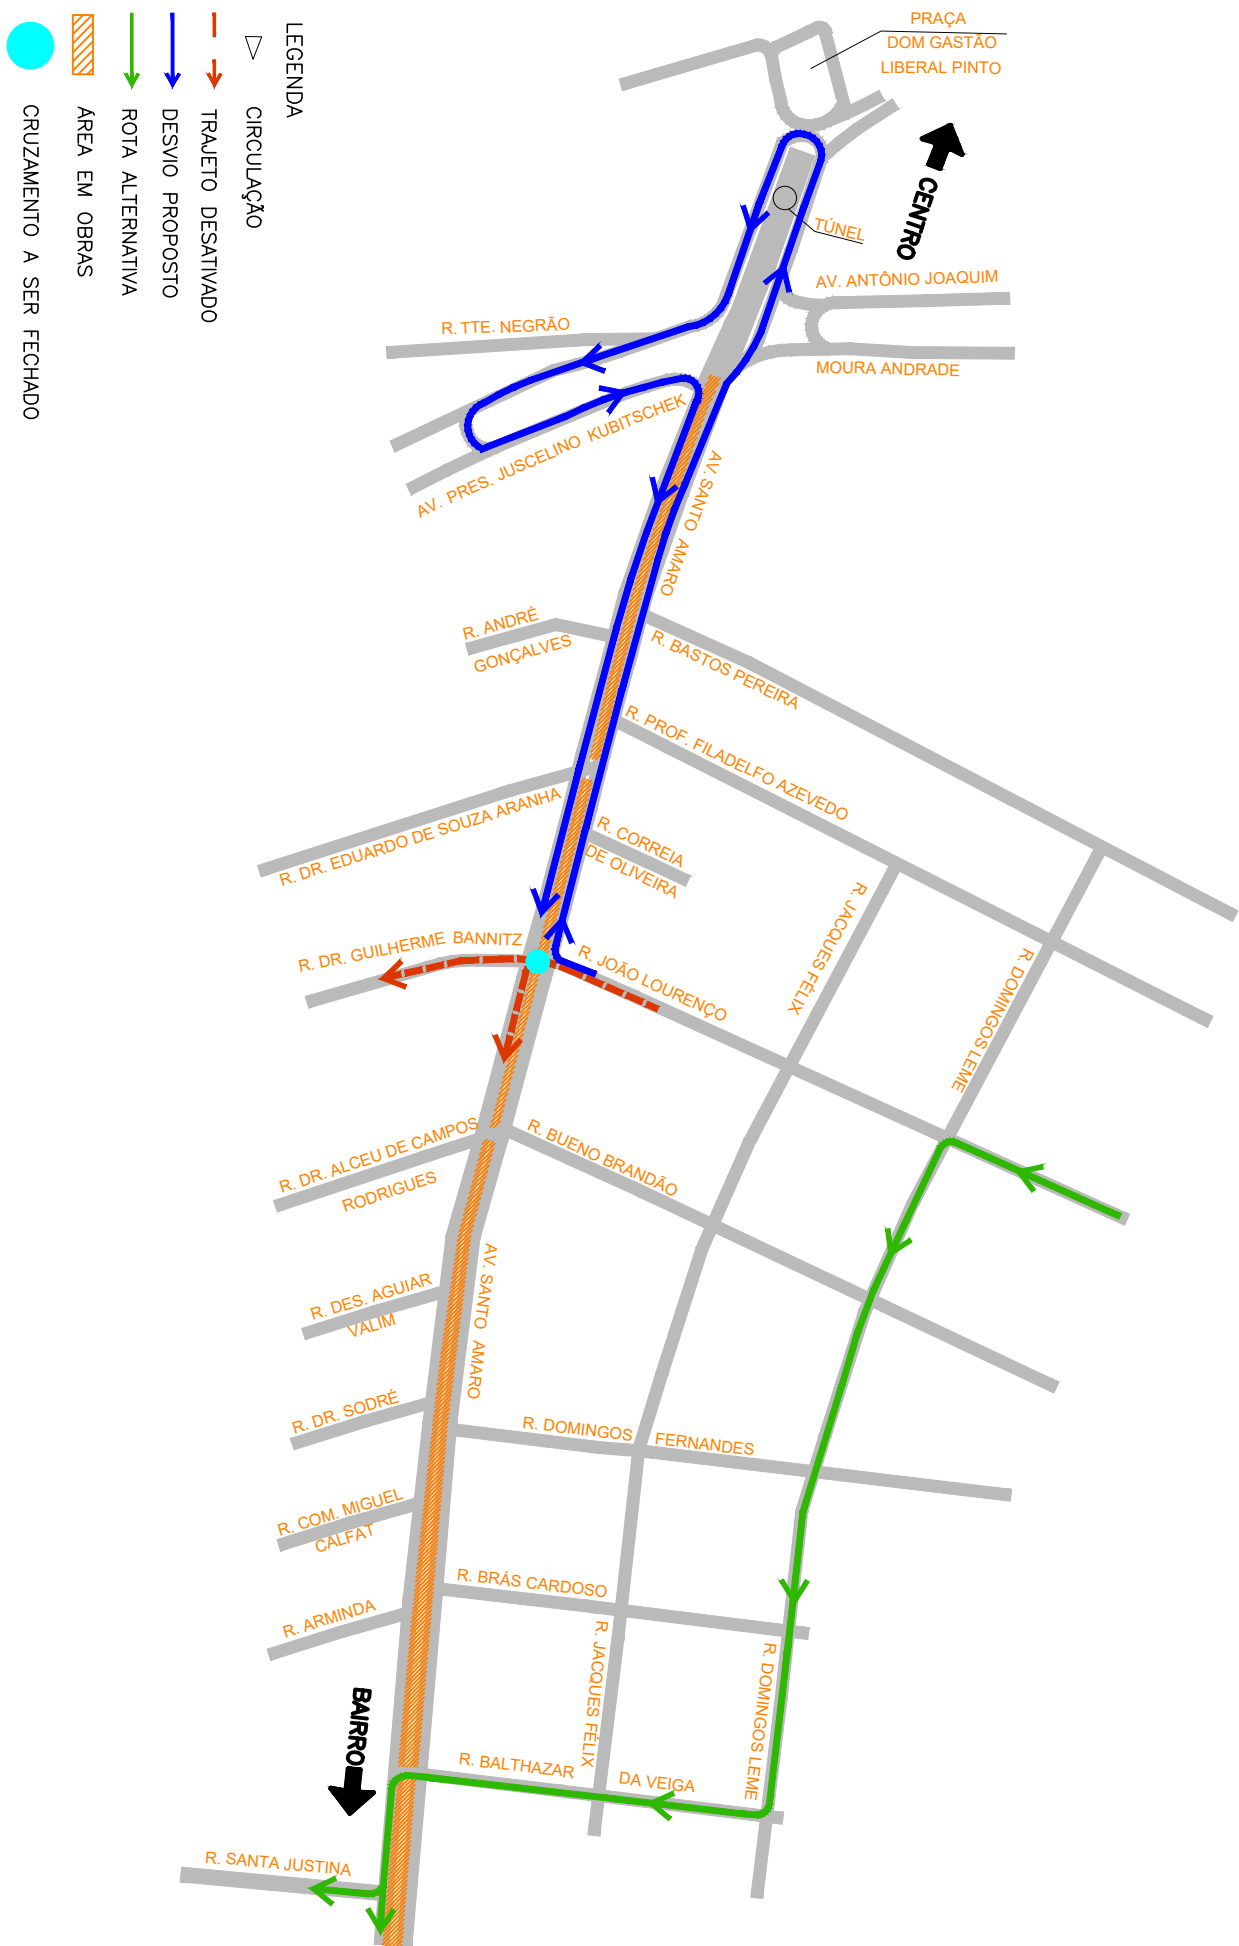 LEGENDA
CIRCULAÇÃO
TRAJETO DESATIVADO
DESVIO PROPOSTO
ROTA ALTERNATIVA
ÁREA EM OBRAS
CRUZAMENTO A SER FECHADO
PRAÇA
DOM GASTÃO
LIBERAL PINTO
CENTRO
TÚNEL
AV. ANTÔNIO JOAQUIM
MOURA ANDRADE
R. TTE. NEGRÃO
AV. PRES. JUSCELINO KUBITSCHEK
AV. SANTO AMARO
R. ANDRÉ
GONÇALVES
R. BASTOS PEREIRA
R. PROF. FILADELFO AZEVEDO
R. DR. EDUARDO DE SOUZA ARANHA
R. CORREIA
DE OLIVEIRA
R. JACQUES FÉLIX
R. DOMINGOS LEME
R. DR. GUILHERME BANNITZ
R. JOÃO LOURENÇO
R. DR. ALCEU DE CAMPOS
RODRIGUES
R. BUENO BRANDÃO
R. DES. AGUIAR
VALIM
AV. SANTO AMARO
R. DR. SODRÉ
R. DOMINGOS FERNANDES
R. COM. MIGUEL
CALFAT
R. BRÁS CARDOSO
R. ARMINDA
R. JACQUES FÉLIX
R. DOMINGOS LEME
BAIRRO
R. BALTHAZAR DA VEIGA
R. SANTA JUSTINA